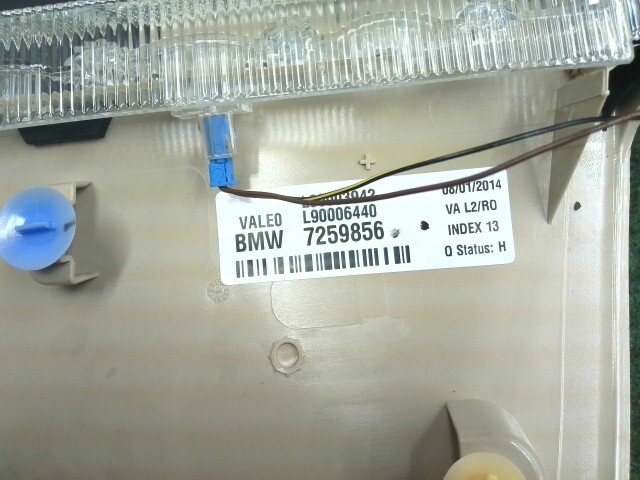 08/01/2014
VALEO L90006440 VA L2/RO
BMW 7259856 INDEX 13
Q Status: H